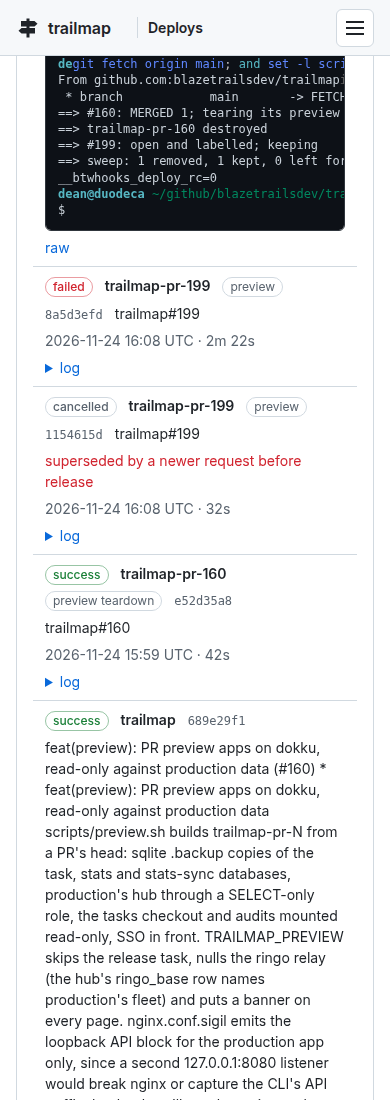 trailmap Deploys
degit fetch origin main; and set -l scri
From github.com:blazetrailsdev/trailmap
* branch main -> FETCH
==> #160: MERGED 1; tearing its preview
==> trailmap-pr-160 destroyed
==> #199: open and labelled; keeping
==> sweep: 1 removed, 1 kept, 0 left for
__btwhooks_deploy_rc=0
dean@duodeca ~/github/blazetrailsdev/tra
$
raw
failed trailmap-pr-199 preview
8a5d3efd trailmap#199
2026-11-24 16:08 UTC · 2m 22s
log
cancelled trailmap-pr-199 preview
1154615d trailmap#199
superseded by a newer request before
release
2026-11-24 16:08 UTC · 32s
log
success trailmap-pr-160
preview teardown e52d35a8
trailmap#160
2026-11-24 15:59 UTC · 42s
log
success trailmap 689e29f1
feat(preview): PR preview apps on dokku,
read-only against production data (#160) *
feat(preview): PR preview apps on dokku,
read-only against production data
scripts/preview.sh builds trailmap-pr-N from
a PR's head: sqlite .backup copies of the
task, stats and stats-sync databases,
production's hub through a SELECT-only
role, the tasks checkout and audits mounted
read-only, SSO in front. TRAILMAP_PREVIEW
skips the release task, nulls the ringo relay
(the hub's ringo_base row names
production's fleet) and puts a banner on
every page. nginx.conf.sigil emits the
loopback API block for the production app
only, since a second 127.0.0.1:8080 listener
would break nginx or capture the CLI's API